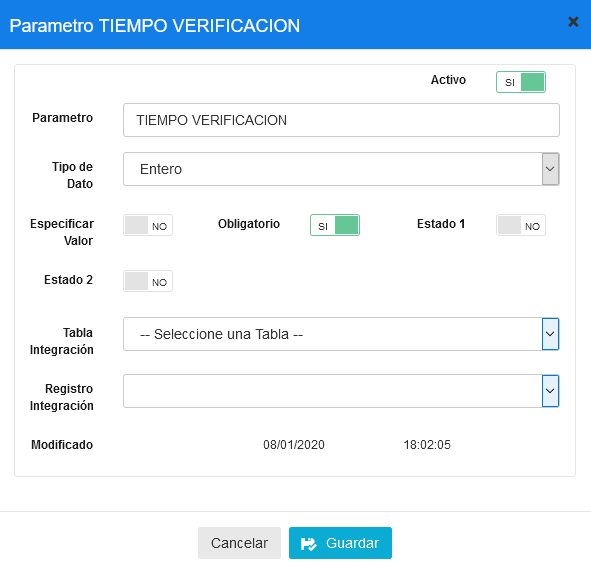 Parametro TIEMPO VERIFICACION
Activo SI
Parametro TIEMPO VERIFICACION
Tipo de
Dato
Entero
Especificar
Valor
NO
Obligatorio SI
Estado 1 NO
Estado 2 NO
Tabla
Integración
-- Seleccione una Tabla --
Registro
Integración
Modificado 08/01/2020 18:02:05
Cancelar Guardar